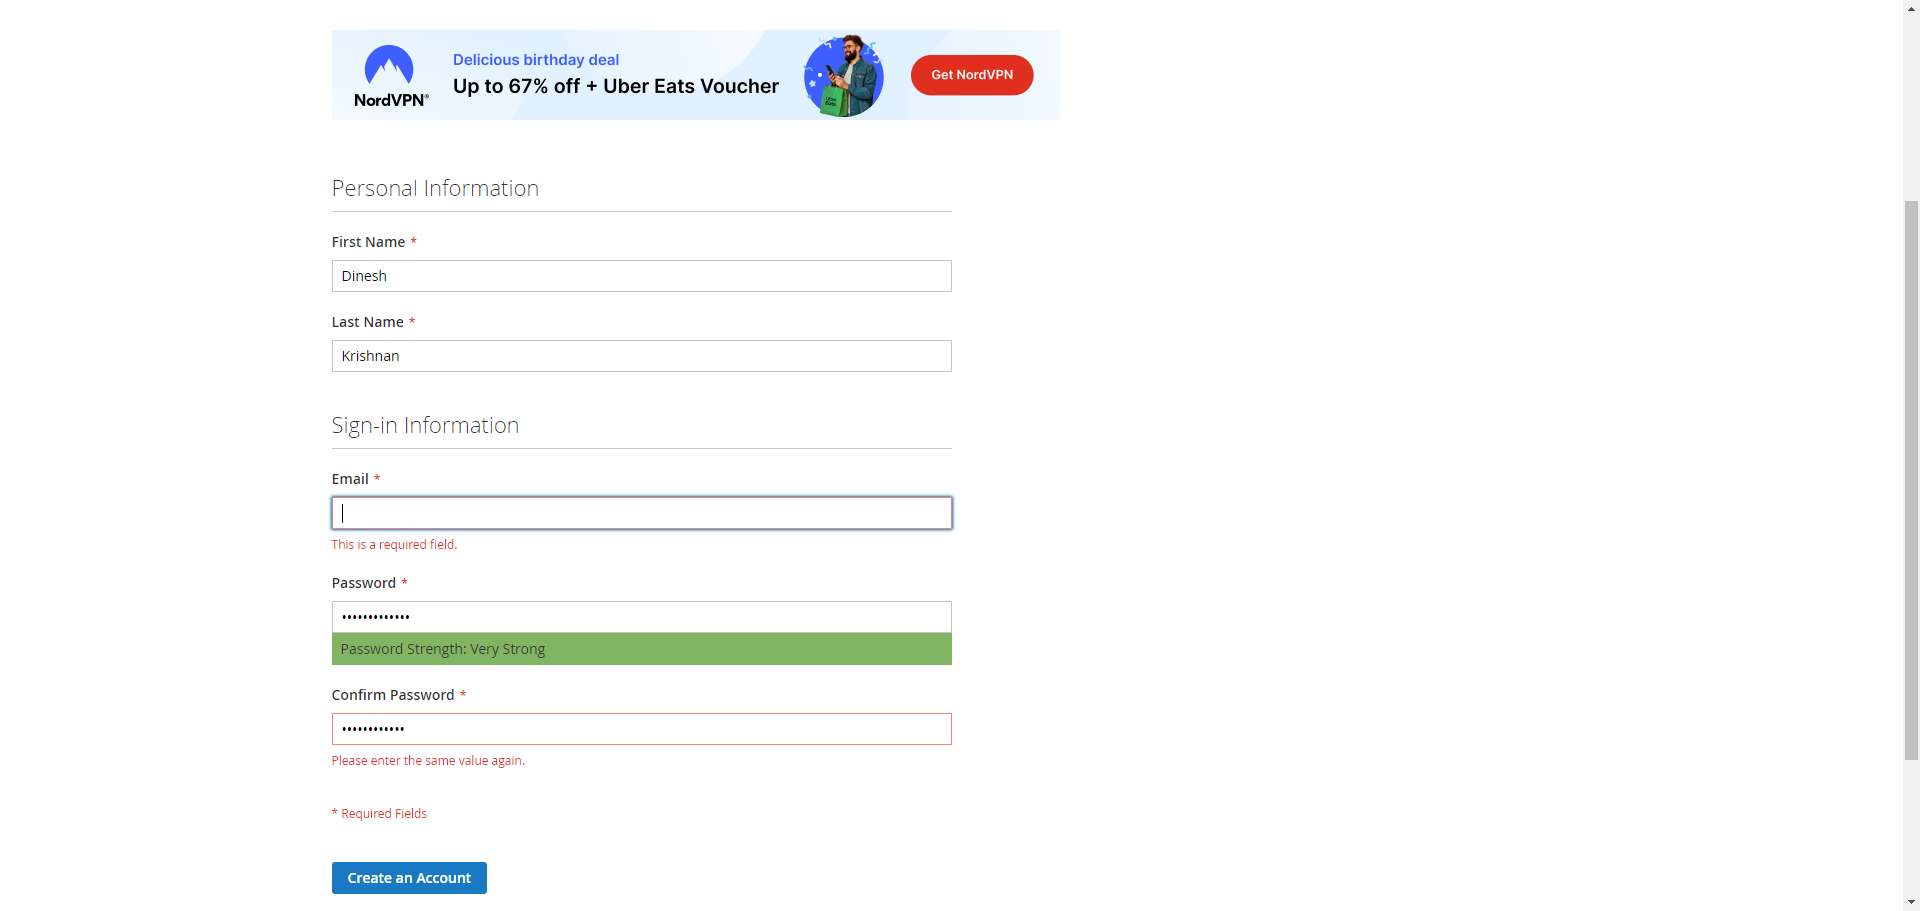 NordVPN®
Delicious birthday deal
Up to 67% off + Uber Eats Voucher
Uber
Eats
Get NordVPN
Personal Information
First Name *
Dinesh
Last Name *
Krishnan
Sign-in Information
Email *
This is a required field.
Password *
•••••••••••••
Password Strength: Very Strong
Confirm Password *
••••••••••••
Please enter the same value again.
* Required Fields
Create an Account